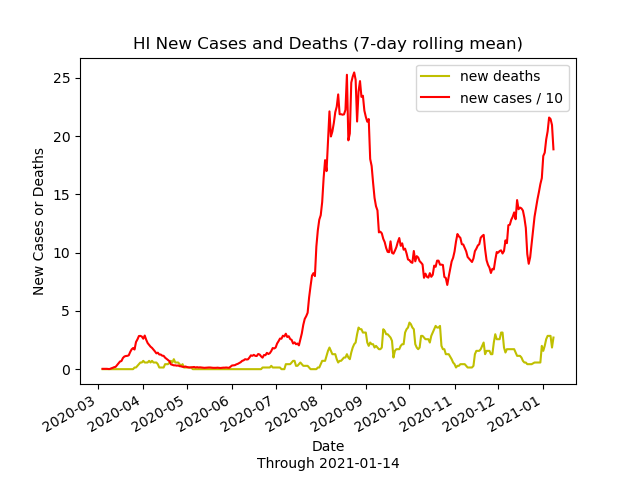 HI New Cases and Deaths (7-day rolling mean)
new deaths
new cases / 10
25
20
15
10
5
0
New Cases or Deaths
2020-03
2020-04
2020-05
2020-06
2020-07
2020-08
2020-09
2020-10
2020-11
2020-12
2021-01
Date
Through 2021-01-14